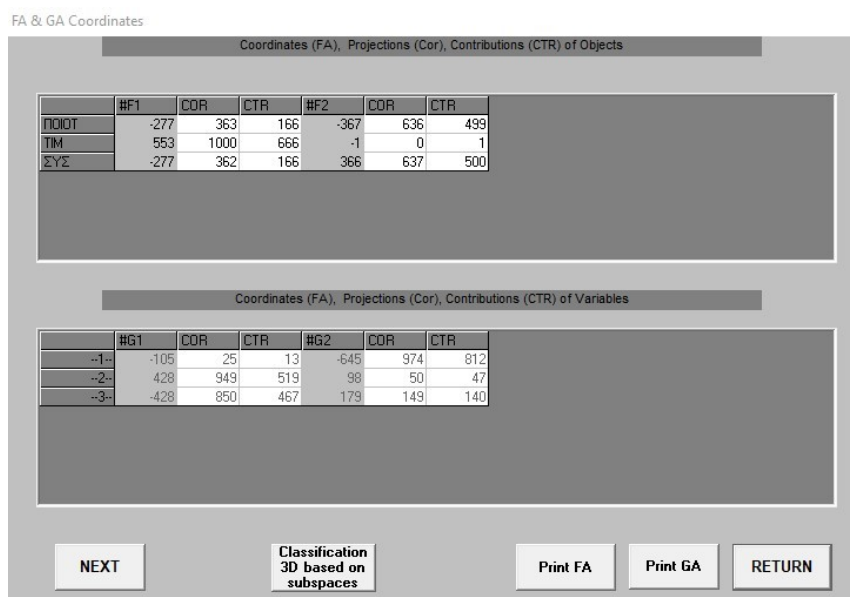 FA & GA Coordinates
Coordinates (FA), Projections (Cor), Contributions (CTR) of Objects
#F1 COR CTR #F2 COR CTR
ΠΟΙΟΤ -277 363 166 -367 636 499
ΤΙΜ 553 1000 666 -1 0 1
ΣΥΣ -277 362 166 366 637 500
Coordinates (FA), Projections (Cor), Contributions (CTR) of Variables
#G1 COR CTR #G2 COR CTR
--1-- -105 25 13 -645 974 812
--2-- 428 949 519 98 50 47
--3-- -428 850 467 179 149 140
NEXT
Classification
3D based on
subspaces
Print FA
Print GA
RETURN